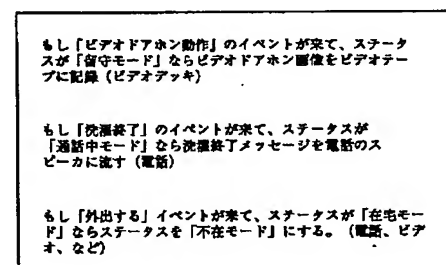 もし「ビデオドアホン動作」のイベントが来て、ステータ
スが「留守モード」ならビデオドアホン画像をビデオテー
プに記録(ビデオデッキ)
もし「洗濯終了」のイベントが来て、ステータスが
「通話中モード」なら洗濯終了メッセージを電話のス
ピーカに流す(電話)
もし「外出する」イベントが来て、ステータスが「在宅モー
ド」ならステータスを「不在モード」にする。(電話、ビデ
オ、など)